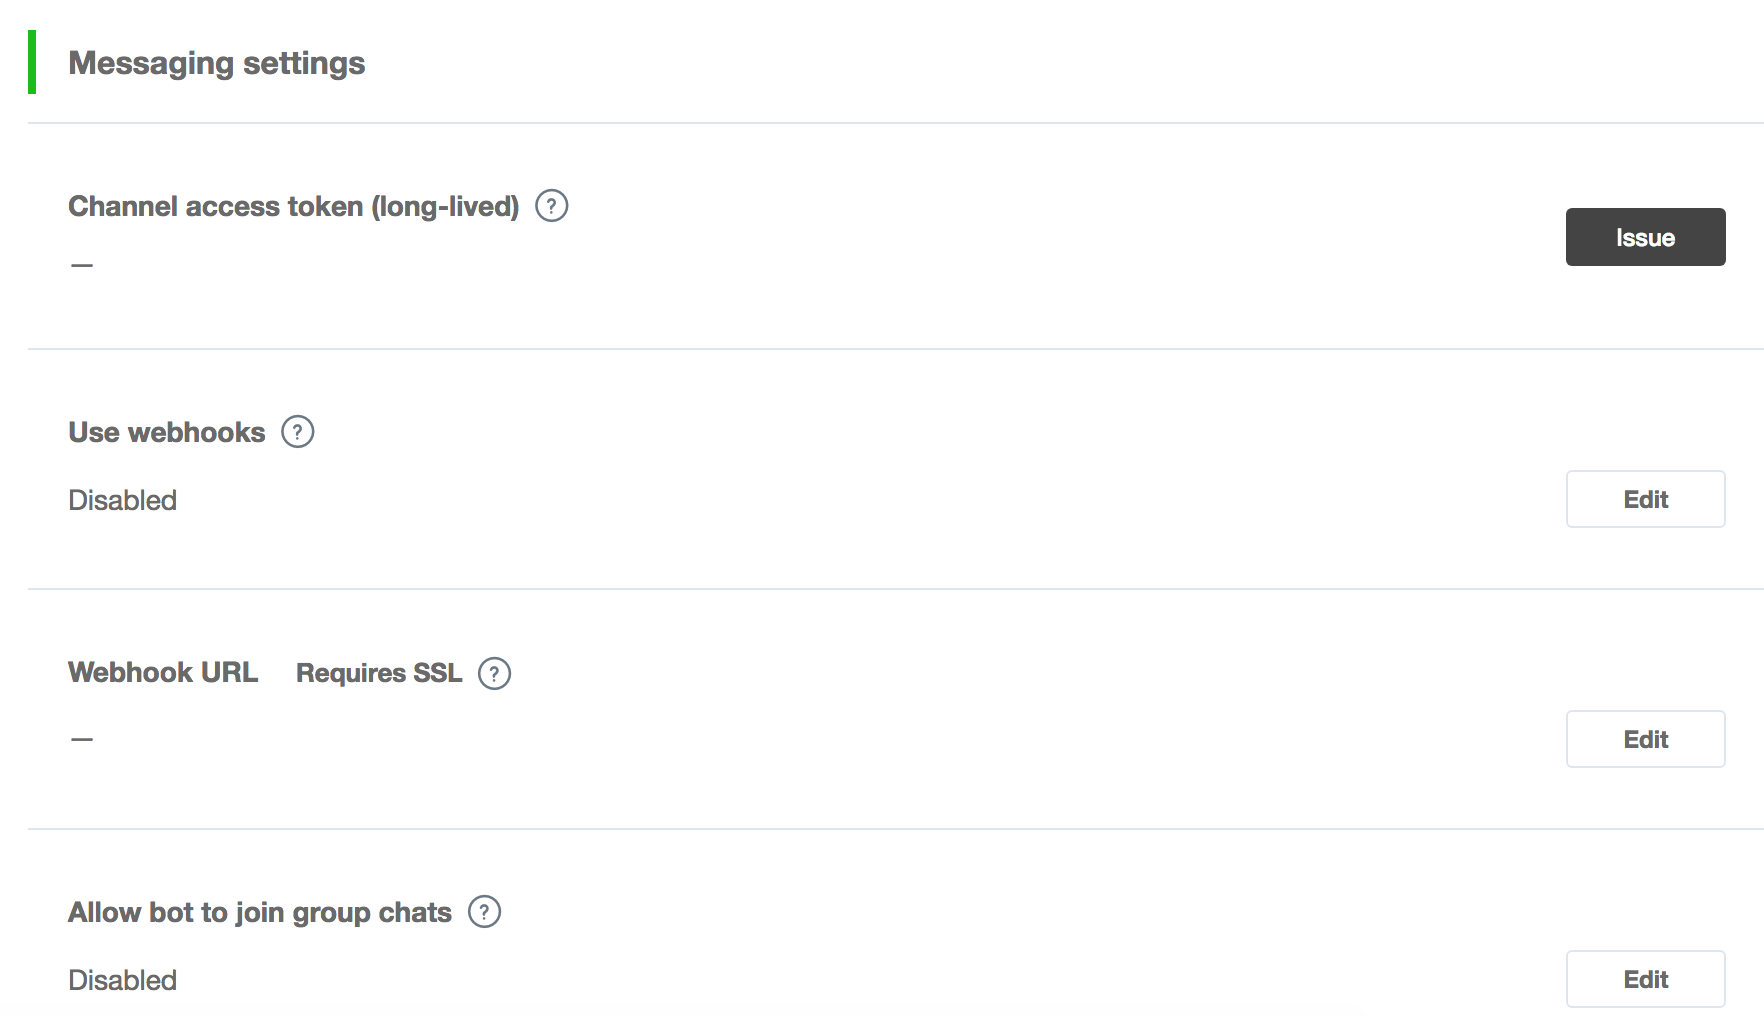 Messaging settings
Channel access token (long-lived) ?
—
Issue
Use webhooks ?
Disabled
Edit
Webhook URL Requires SSL ?
—
Edit
Allow bot to join group chats ?
Disabled
Edit